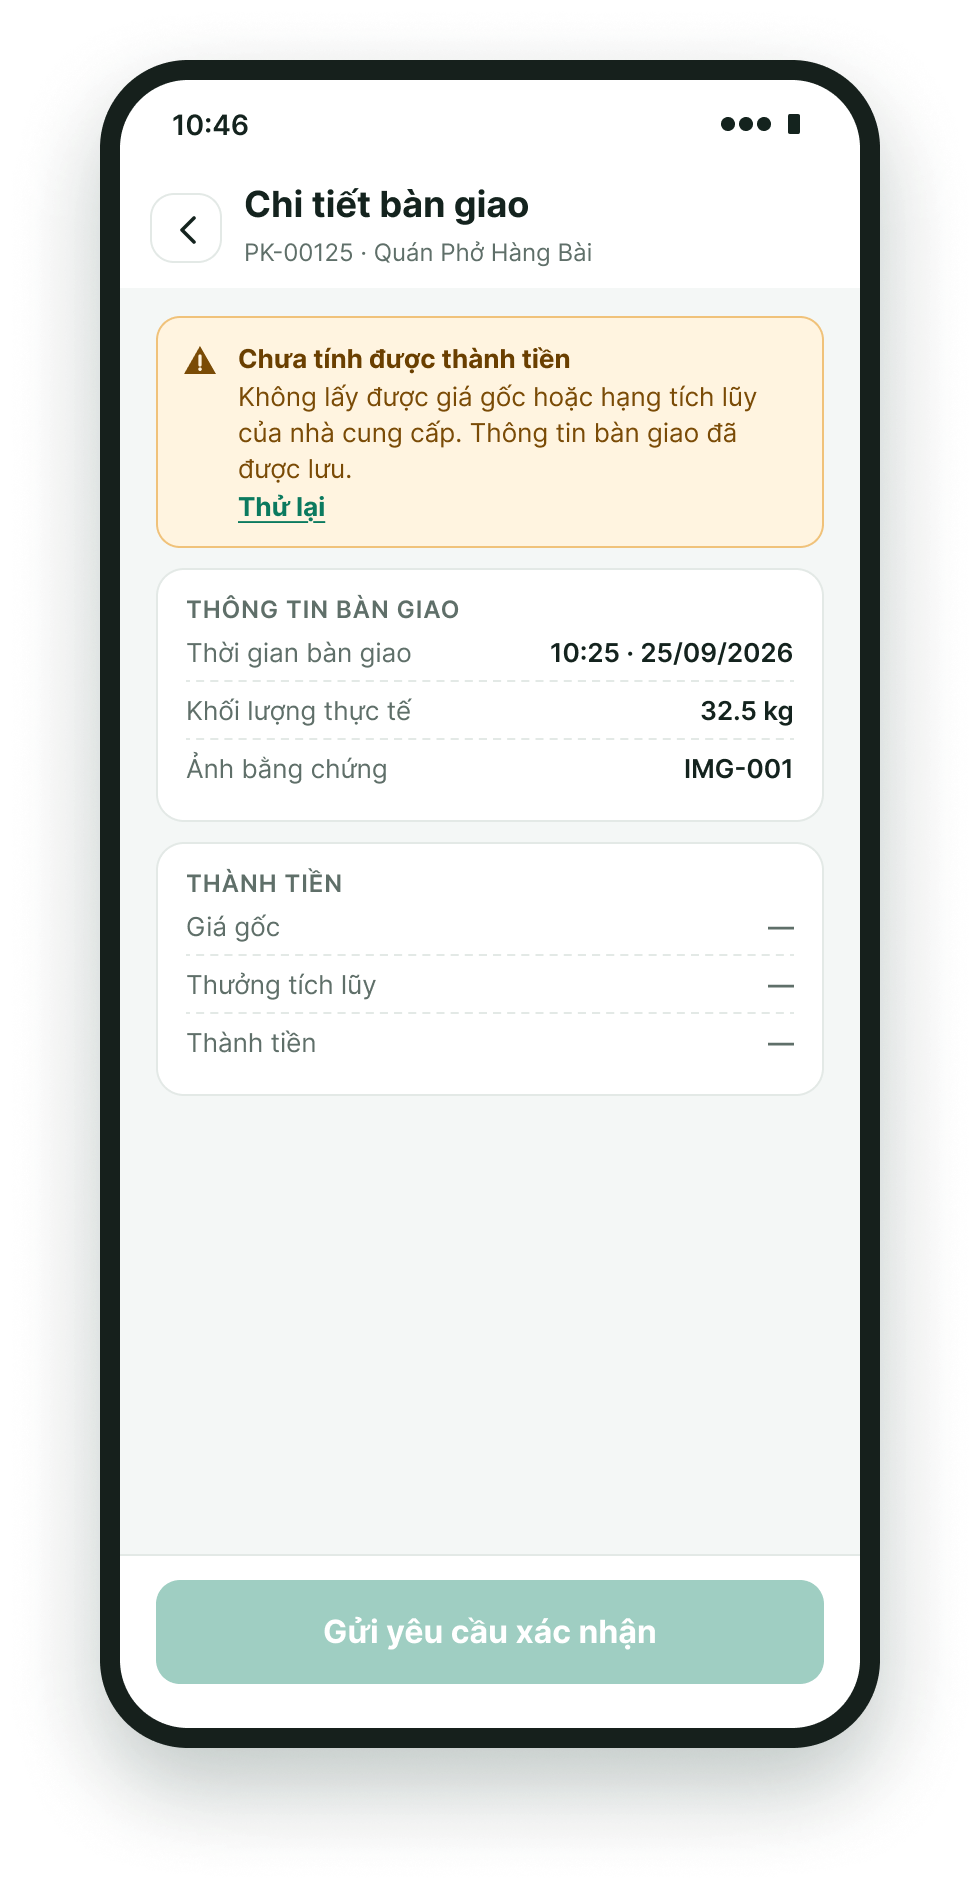 10:46
Chi tiết bàn giao
PK-00125 · Quán Phở Hàng Bài
Chưa tính được thành tiền
Không lấy được giá gốc hoặc hạng tích lũy
của nhà cung cấp. Thông tin bàn giao đã
được lưu.
Thử lại
THÔNG TIN BÀN GIAO
Thời gian bàn giao 10:25 · 25/09/2026
Khối lượng thực tế 32.5 kg
Ảnh bằng chứng IMG-001
THÀNH TIỀN
Giá gốc —
Thưởng tích lũy —
Thành tiền —
Gửi yêu cầu xác nhận